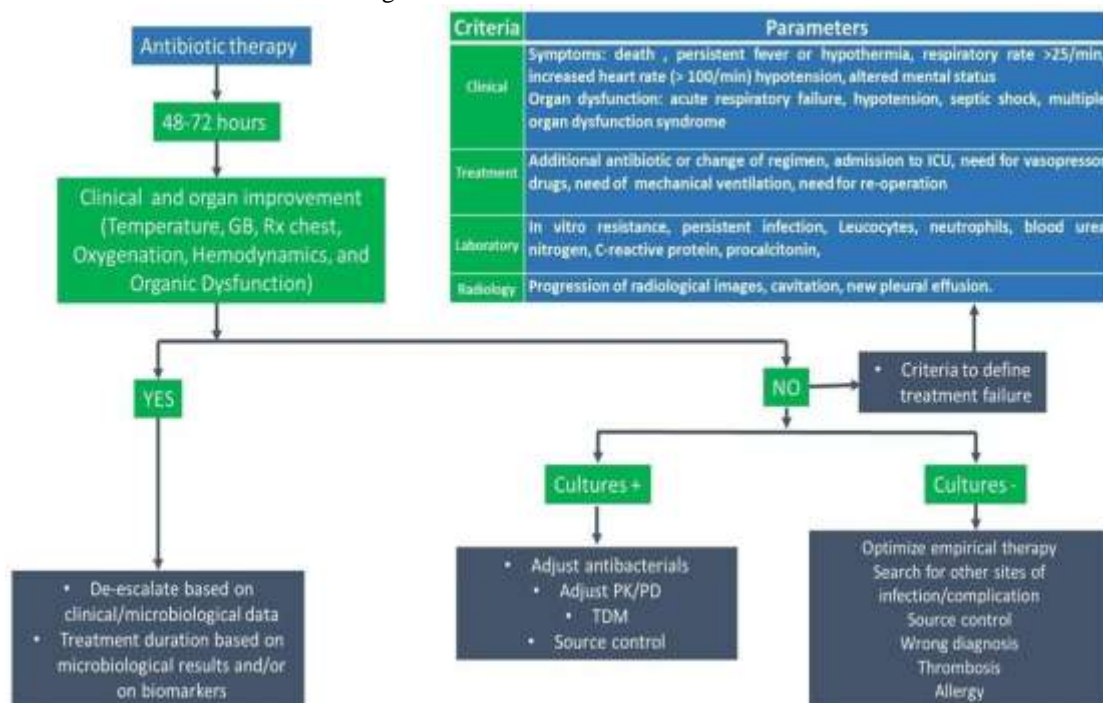 Antibiotic therapy
48-72 hours
Clinical and organ improvement
(Temperature, GB, Rx chest,
Oxygenation, Hemodynamics, and
Organic Dysfunction)
Criteria Parameters
Clinical
Symptoms: death , persistent fever or hypothermia, respiratory rate >25/min,
increased heart rate (> 100/min) hypotension, altered mental status
Organ dysfunction: acute respiratory failure, hypotension, septic shock, multiple
organ dysfunction syndrome
Treatment
Additional antibiotic or change of regimen, admission to ICU, need for vasopressor
drugs, need of mechanical ventilation, need for re-operation
Laboratory
In vitro resistance, persistent infection, Leucocytes, neutrophils, blood urea
nitrogen, C-reactive protein, procalcitonin,
Radiology Progression of radiological images, cavitation, new pleural effusion.
YES
NO
• Criteria to define
treatment failure
Cultures +
Cultures -
• De-escalate based on
clinical/microbiological data
• Treatment duration based on
microbiological results and/or
on biomarkers
• Adjust antibacterials
• Adjust PK/PD
• TDM
• Source control
Optimize empirical therapy
Search for other sites of
infection/complication
Source control
Wrong diagnosis
Thrombosis
Allergy